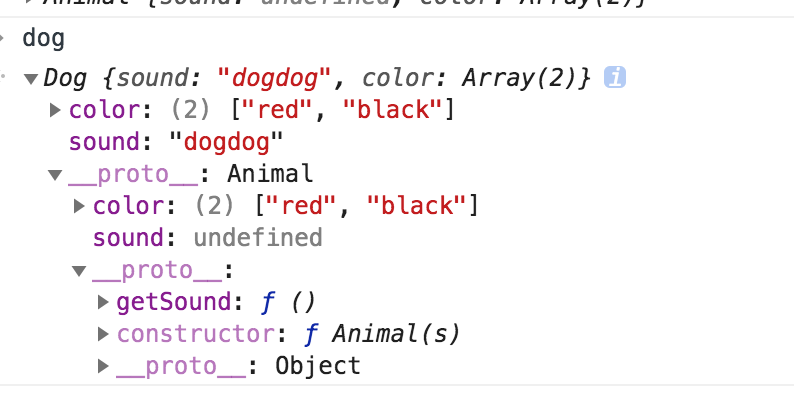 Animal {sound: undefined, color: Array(2)}
dog
Dog {sound: "dogdog", color: Array(2)} i
color: (2) ["red", "black"]
sound: "dogdog"
__proto__: Animal
color: (2) ["red", "black"]
sound: undefined
__proto__:
getSound: ƒ ()
constructor: ƒ Animal(s)
__proto__: Object